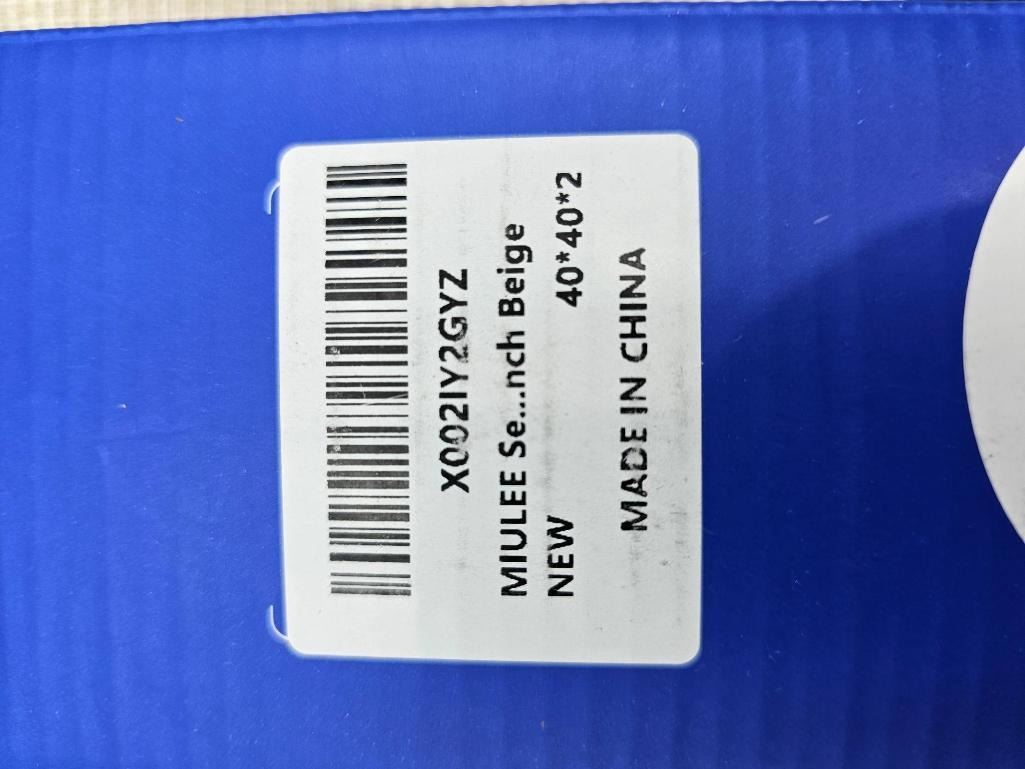 X002IY2GYZ
MIULEE Se...nch Beige
NEW 40*40*2
MADE IN CHINA